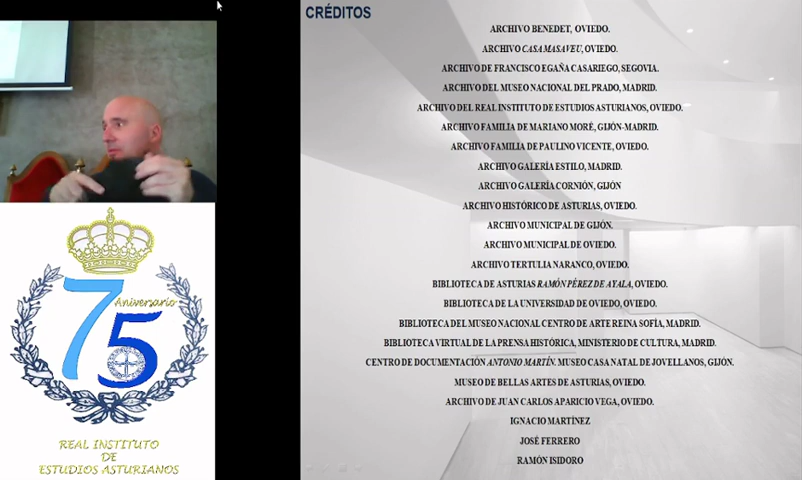 CRÉDITOS
ARCHIVO BENEDET, OVIEDO.
ARCHIVO CASA MASAVEU, OVIEDO.
ARCHIVO DE FRANCISCO EGAÑA CASARIEGO, SEGOVIA.
ARCHIVO DEL MUSEO NACIONAL DEL PRADO, MADRID.
ARCHIVO DEL REAL INSTITUTO DE ESTUDIOS ASTURIANOS, OVIEDO.
ARCHIVO FAMILIA DE MARIANO MORÉ, GIJÓN-MADRID.
ARCHIVO FAMILIA DE PAULINO VICENTE, OVIEDO.
ARCHIVO GALERÍA ESTILO, MADRID.
ARCHIVO GALERÍA CORNIÓN, GIJÓN
ARCHIVO HISTÓRICO DE ASTURIAS, OVIEDO.
ARCHIVO MUNICIPAL DE GIJÓN.
ARCHIVO MUNICIPAL DE OVIEDO.
ARCHIVO TERTULIA NARANCO, OVIEDO.
BIBLIOTECA DE ASTURIAS RAMÓN PÉREZ DE AYALA, OVIEDO.
BIBLIOTECA DE LA UNIVERSIDAD DE OVIEDO, OVIEDO.
BIBLIOTECA DEL MUSEO NACIONAL CENTRO DE ARTE REINA SOFÍA, MADRID.
BIBLIOTECA VIRTUAL DE LA PRENSA HISTÓRICA, MINISTERIO DE CULTURA, MADRID.
CENTRO DE DOCUMENTACIÓN ANTONIO MARTÍN. MUSEO CASA NATAL DE JOVELLANOS, GIJÓN.
MUSEO DE BELLAS ARTES DE ASTURIAS, OVIEDO.
ARCHIVO DE JUAN CARLOS APARICIO VEGA, OVIEDO.
IGNACIO MARTÍNEZ
JOSÉ FERRERO
RAMÓN ISIDORO
75 Aniversario
REAL INSTITUTO
DE
ESTUDIOS ASTURIANOS